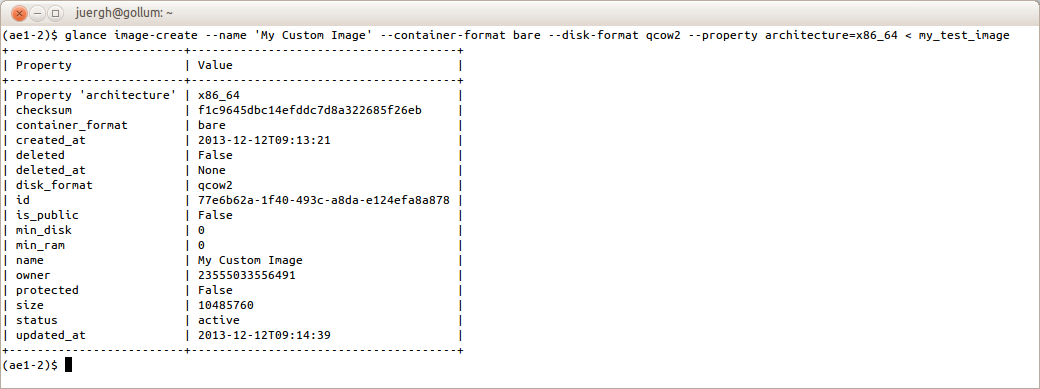 juergh@gollum: ~
(ae1-2)$ glance image-create --name 'My Custom Image' --container-format bare --disk-format qcow2 --property architecture=x86_64 < my_test_image
+-------------------------+--------------------------------------+
| Property                | Value                                |
+-------------------------+--------------------------------------+
| Property 'architecture' | x86_64                               |
| checksum                | f1c9645dbc14efddc7d8a322685f26eb     |
| container_format        | bare                                 |
| created_at              | 2013-12-12T09:13:21                  |
| deleted                 | False                                |
| deleted_at              | None                                 |
| disk_format             | qcow2                                |
| id                      | 77e6b62a-1f40-493c-a8da-e124efa8a878 |
| is_public               | False                                |
| min_disk                | 0                                    |
| min_ram                 | 0                                    |
| name                    | My Custom Image                      |
| owner                   | 23555033556491                       |
| protected               | False                                |
| size                    | 10485760                             |
| status                  | active                               |
| updated_at              | 2013-12-12T09:14:39                  |
+-------------------------+--------------------------------------+
(ae1-2)$